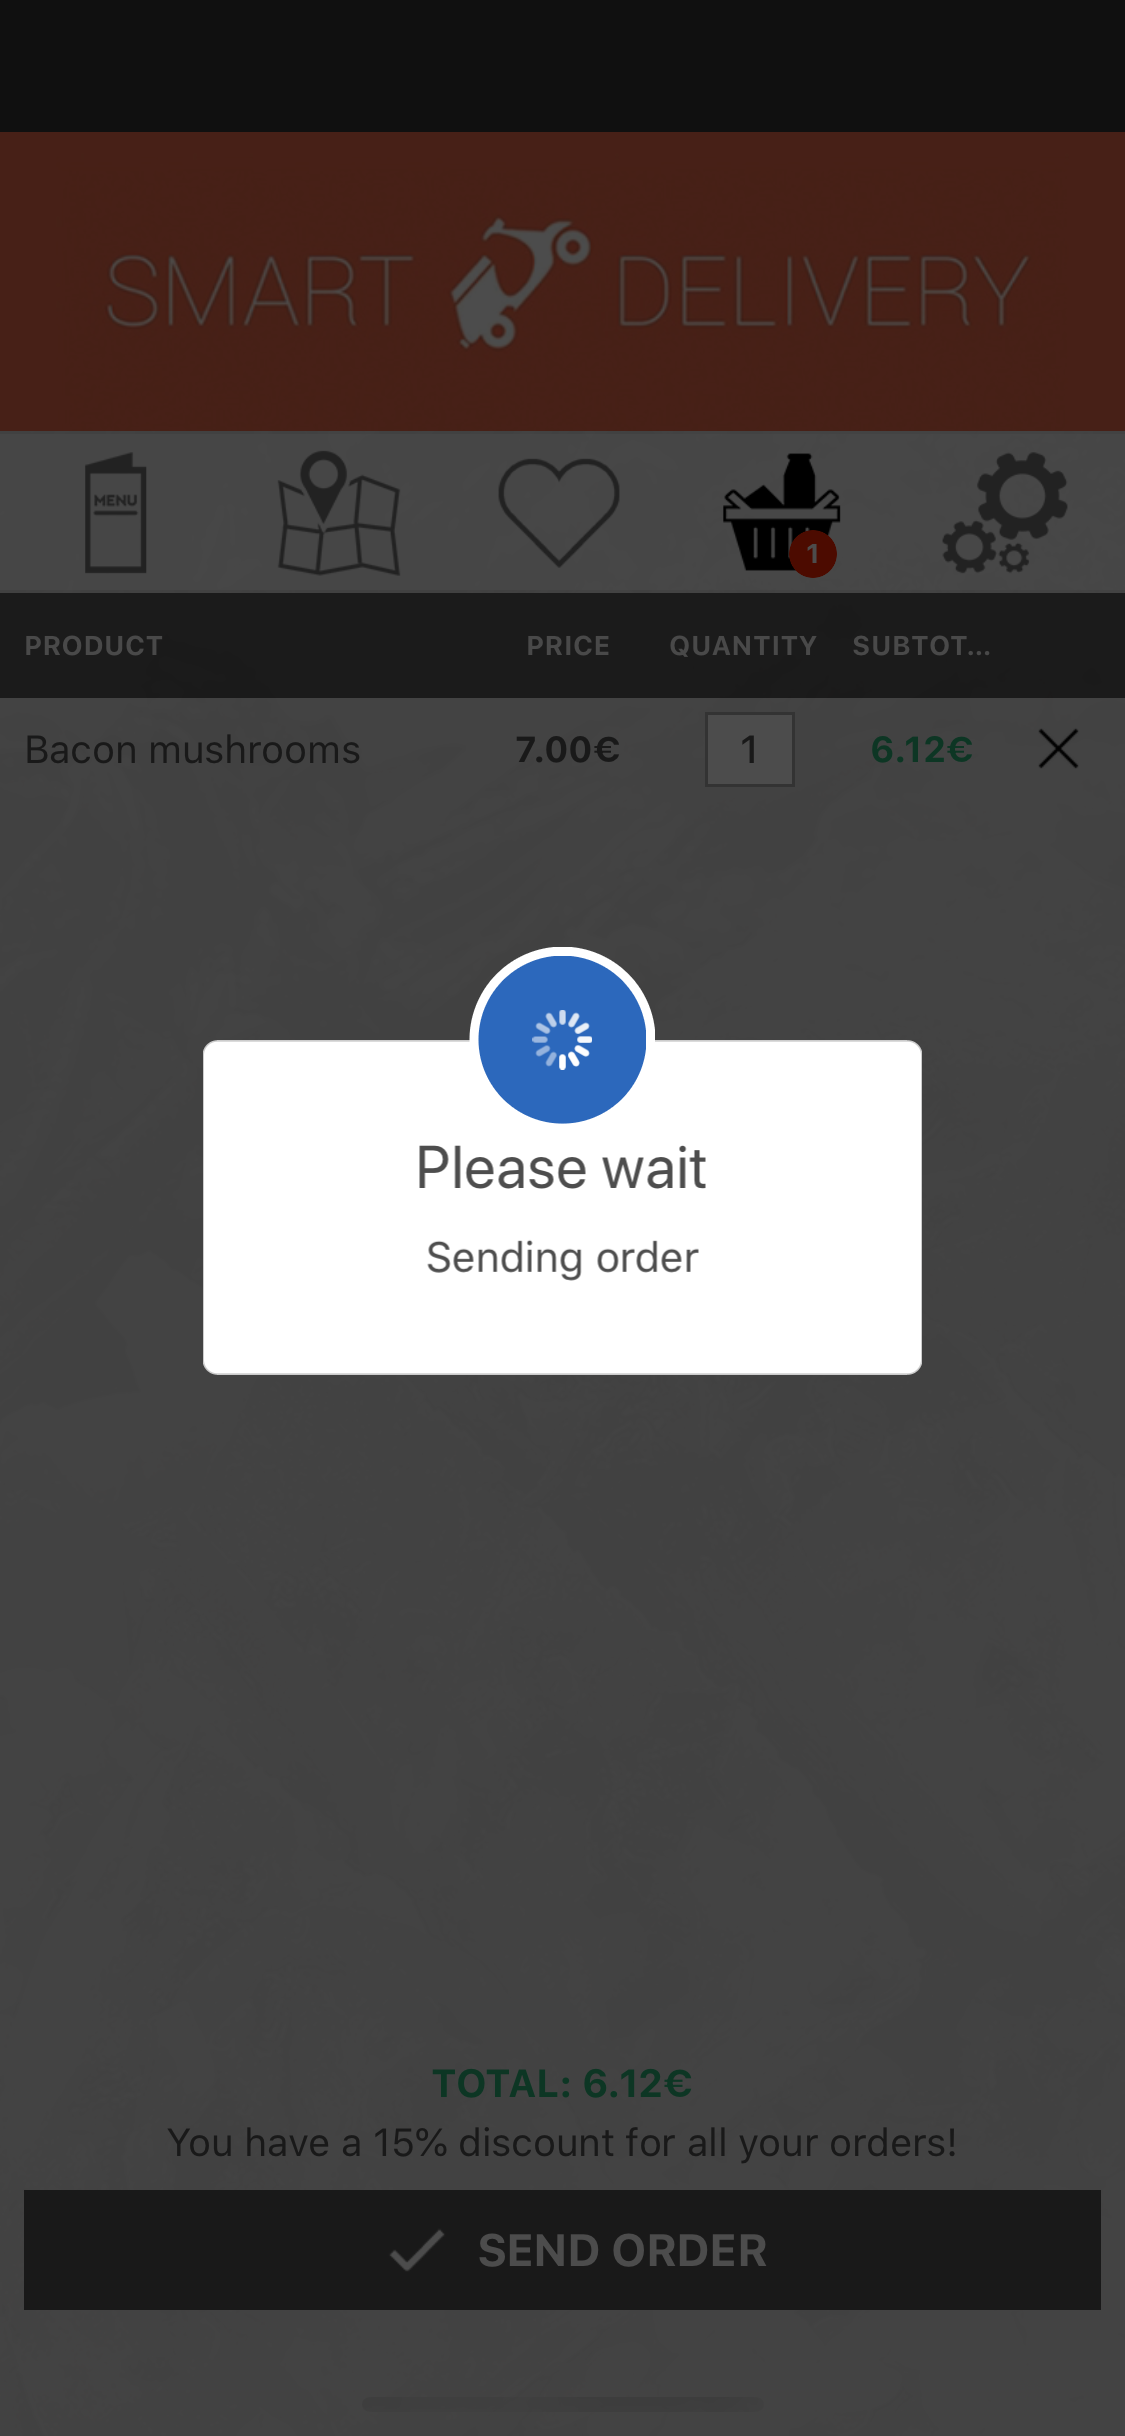 SMART DELIVERY
MENU
1
PRODUCT PRICE QUANTITY SUBTOT...
Bacon mushrooms 7.00€ 1 6.12€
Please wait
Sending order
TOTAL: 6.12€
You have a 15% discount for all your orders!
SEND ORDER